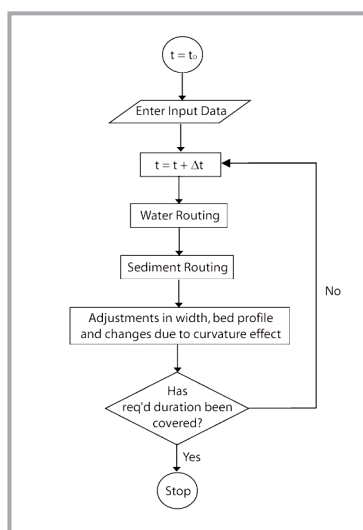 t = t₀
Enter Input Data
t = t + Δt
Water Routing
Sediment Routing
Adjustments in width, bed profile
and changes due to curvature effect
Has
req'd duration been
covered?
No
Yes
Stop